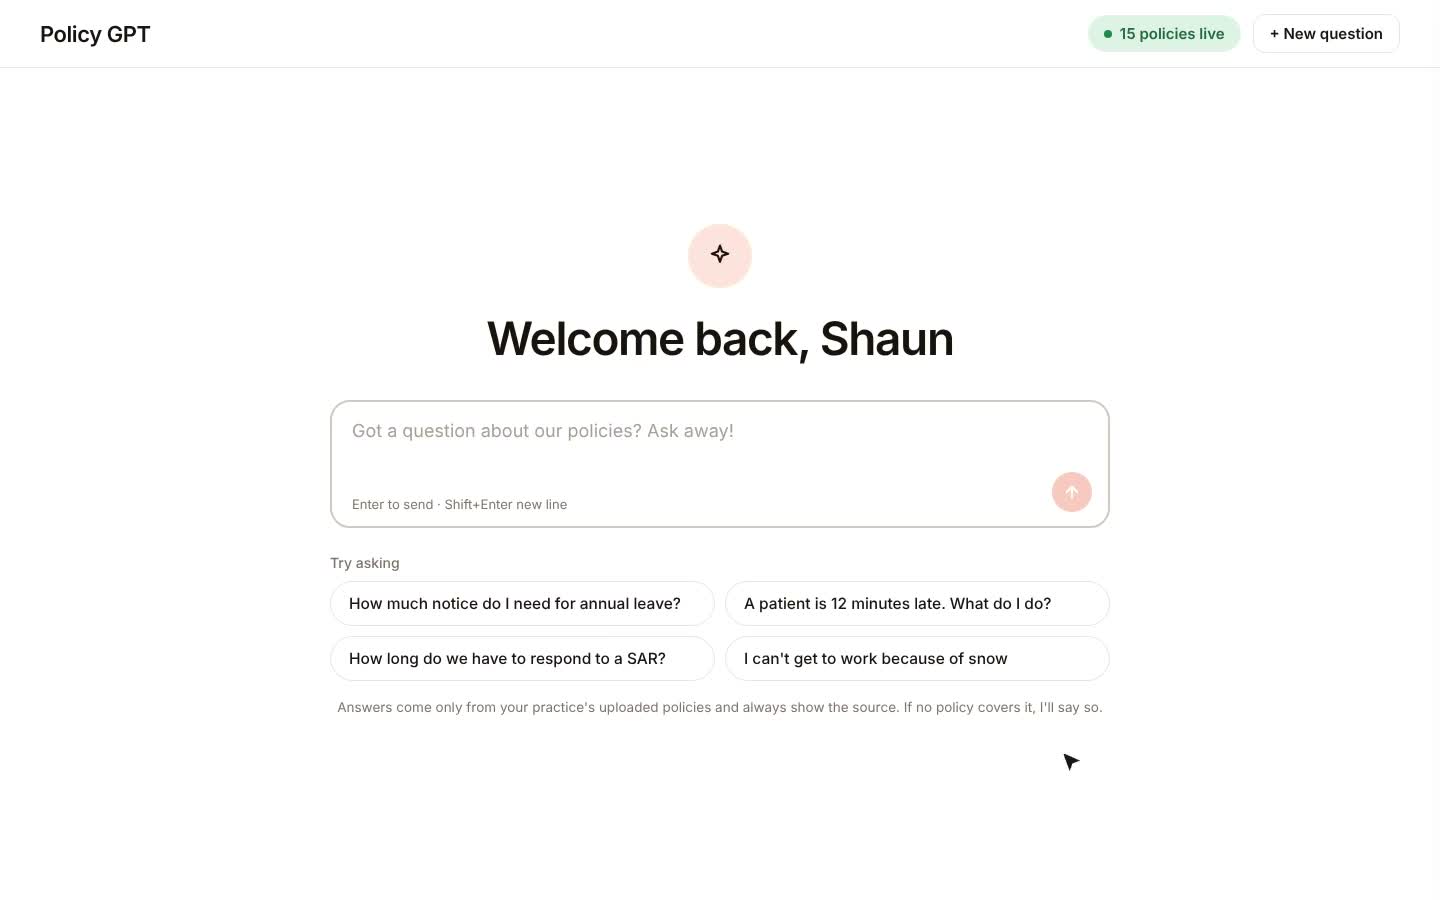 Policy GPT
15 policies live
+ New question
Welcome back, Shaun
Got a question about our policies? Ask away!
Enter to send · Shift+Enter new line
Try asking
How much notice do I need for annual leave?
A patient is 12 minutes late. What do I do?
How long do we have to respond to a SAR?
I can't get to work because of snow
Answers come only from your practice's uploaded policies and always show the source. If no policy covers it, I'll say so.